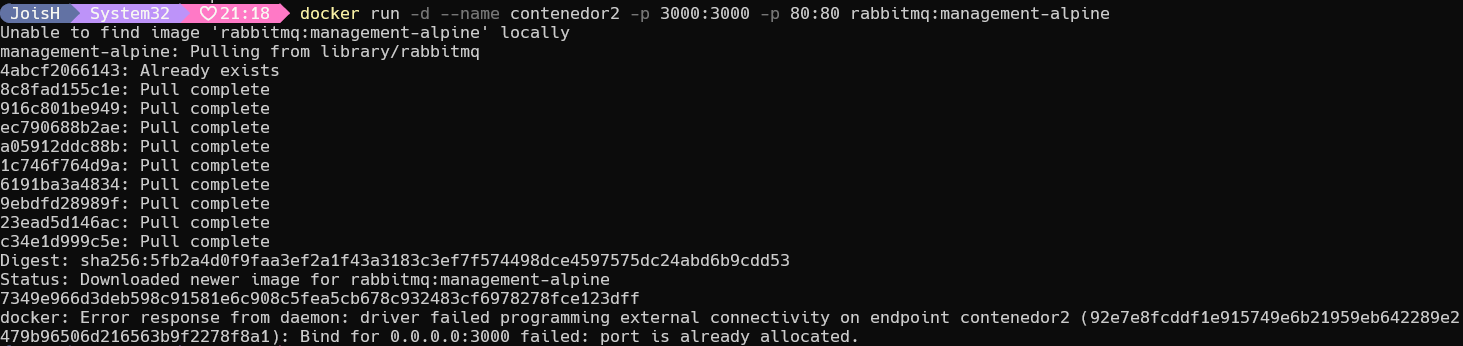 JoisH System32 ♡21:18 docker run -d --name contenedor2 -p 3000:3000 -p 80:80 rabbitmq:management-alpine
Unable to find image 'rabbitmq:management-alpine' locally
management-alpine: Pulling from library/rabbitmq
4abcf2066143: Already exists
8c8fad155c1e: Pull complete
916c801be949: Pull complete
ec790688b2ae: Pull complete
a05912ddc88b: Pull complete
1c746f764d9a: Pull complete
6191ba3a4834: Pull complete
9ebdfd28989f: Pull complete
23ead5d146ac: Pull complete
c34e1d999c5e: Pull complete
Digest: sha256:5fb2a4d0f9faa3ef2a1f43a3183c3ef7f574498dce4597575dc24abd6b9cdd53
Status: Downloaded newer image for rabbitmq:management-alpine
7349e966d3deb598c91581e6c908c5fea5cb678c932483cf6978278fce123dff
docker: Error response from daemon: driver failed programming external connectivity on endpoint contenedor2 (92e7e8fcddf1e915749e6b21959eb642289e2
479b96506d216563b9f2278f8a1): Bind for 0.0.0.0:3000 failed: port is already allocated.